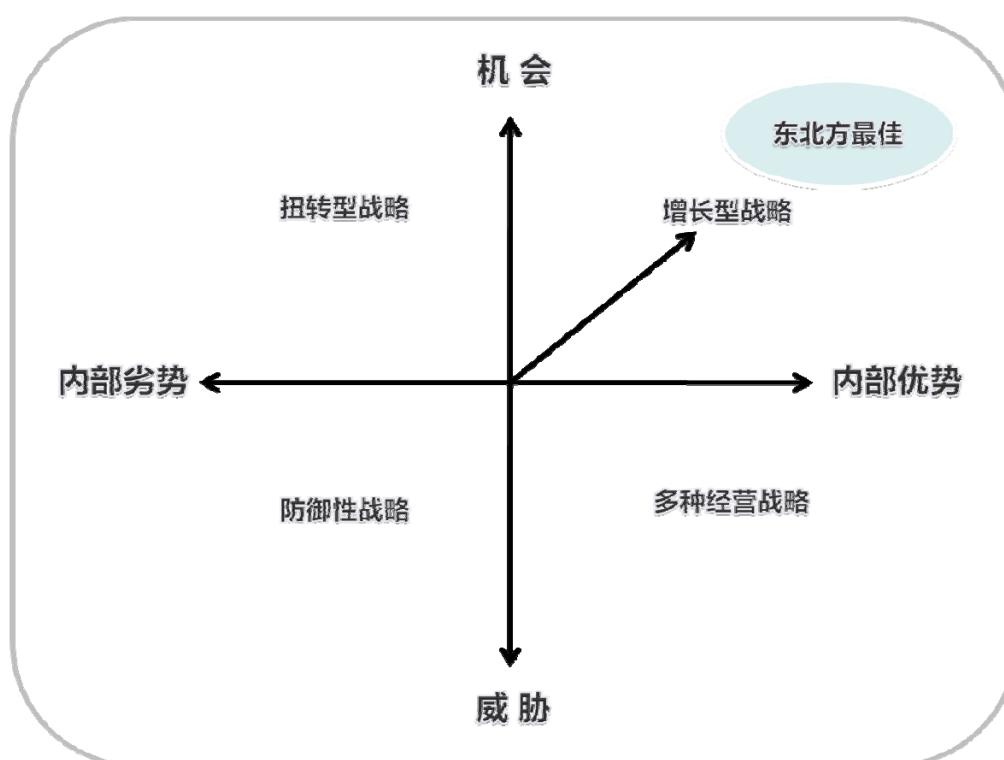 机会
东北方最佳
扭转型战略
增长型战略
内部劣势
内部优势
防御性战略
多种经营战略
威胁